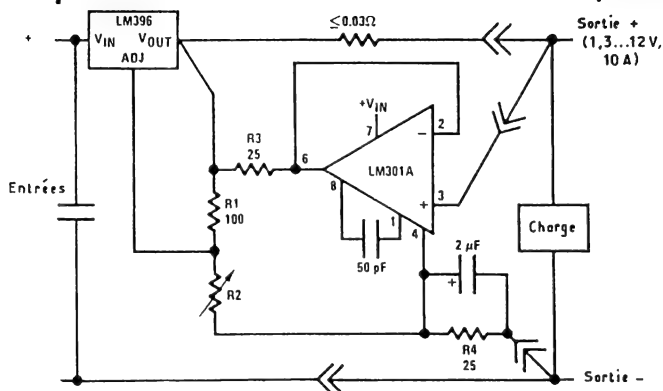 LM396
≤0.03Ω
Sortie +
(1,3...12 V,
10 A)
+
VIN
VOUT
ADJ
+VIN
7
2
−
R3
25
6
LM301A
8
3
+
1
4
Entrées
R1
100
Charge
50 pF
2 µF
+
R2
R4
25
Sortie −